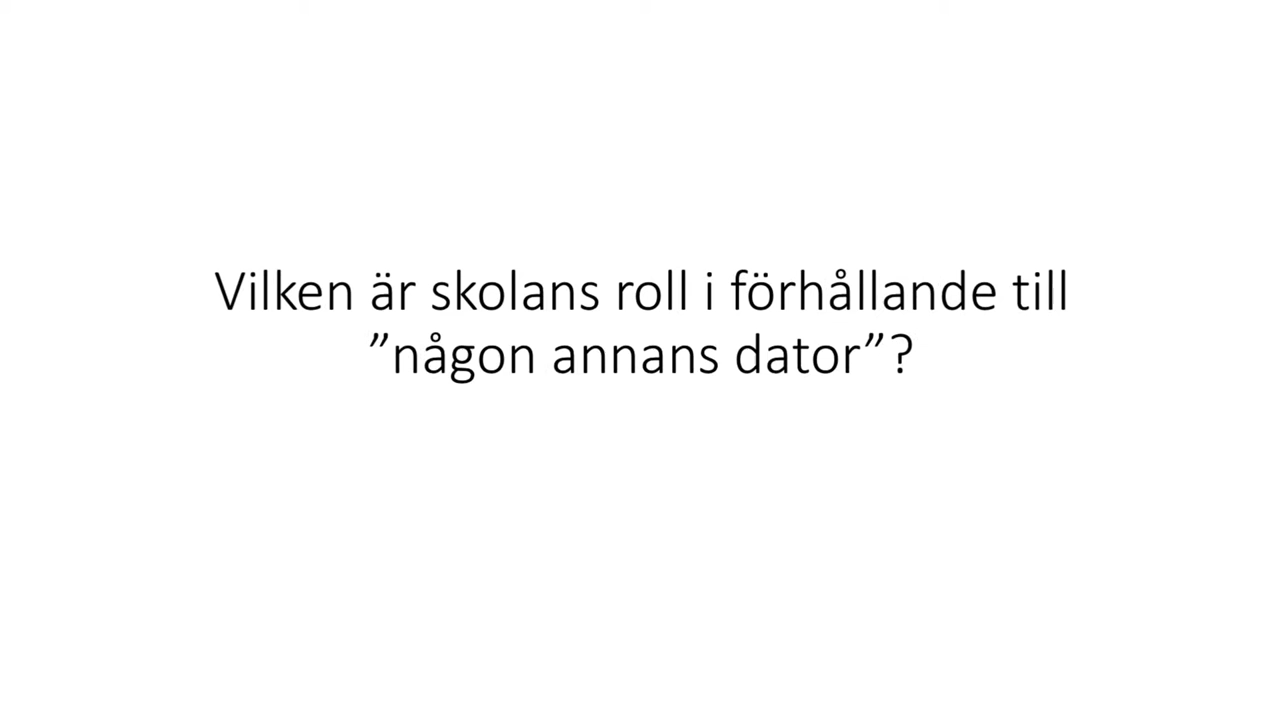 Vilken är skolans roll i förhållande till
”någon annans dator”?